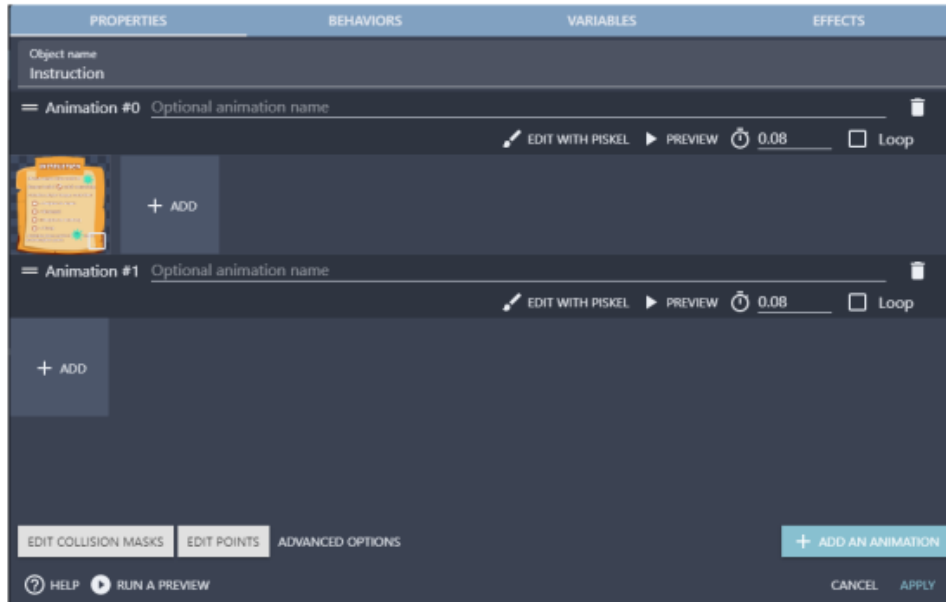 PROPERTIES BEHAVIORS VARIABLES EFFECTS
Object name
Instruction
Animation #0 Optional animation name
EDIT WITH PISKEL PREVIEW 0.08 Loop
+ ADD
Animation #1 Optional animation name
EDIT WITH PISKEL PREVIEW 0.08 Loop
+ ADD
EDIT COLLISION MASKS EDIT POINTS ADVANCED OPTIONS + ADD AN ANIMATION
? HELP RUN A PREVIEW CANCEL APPLY